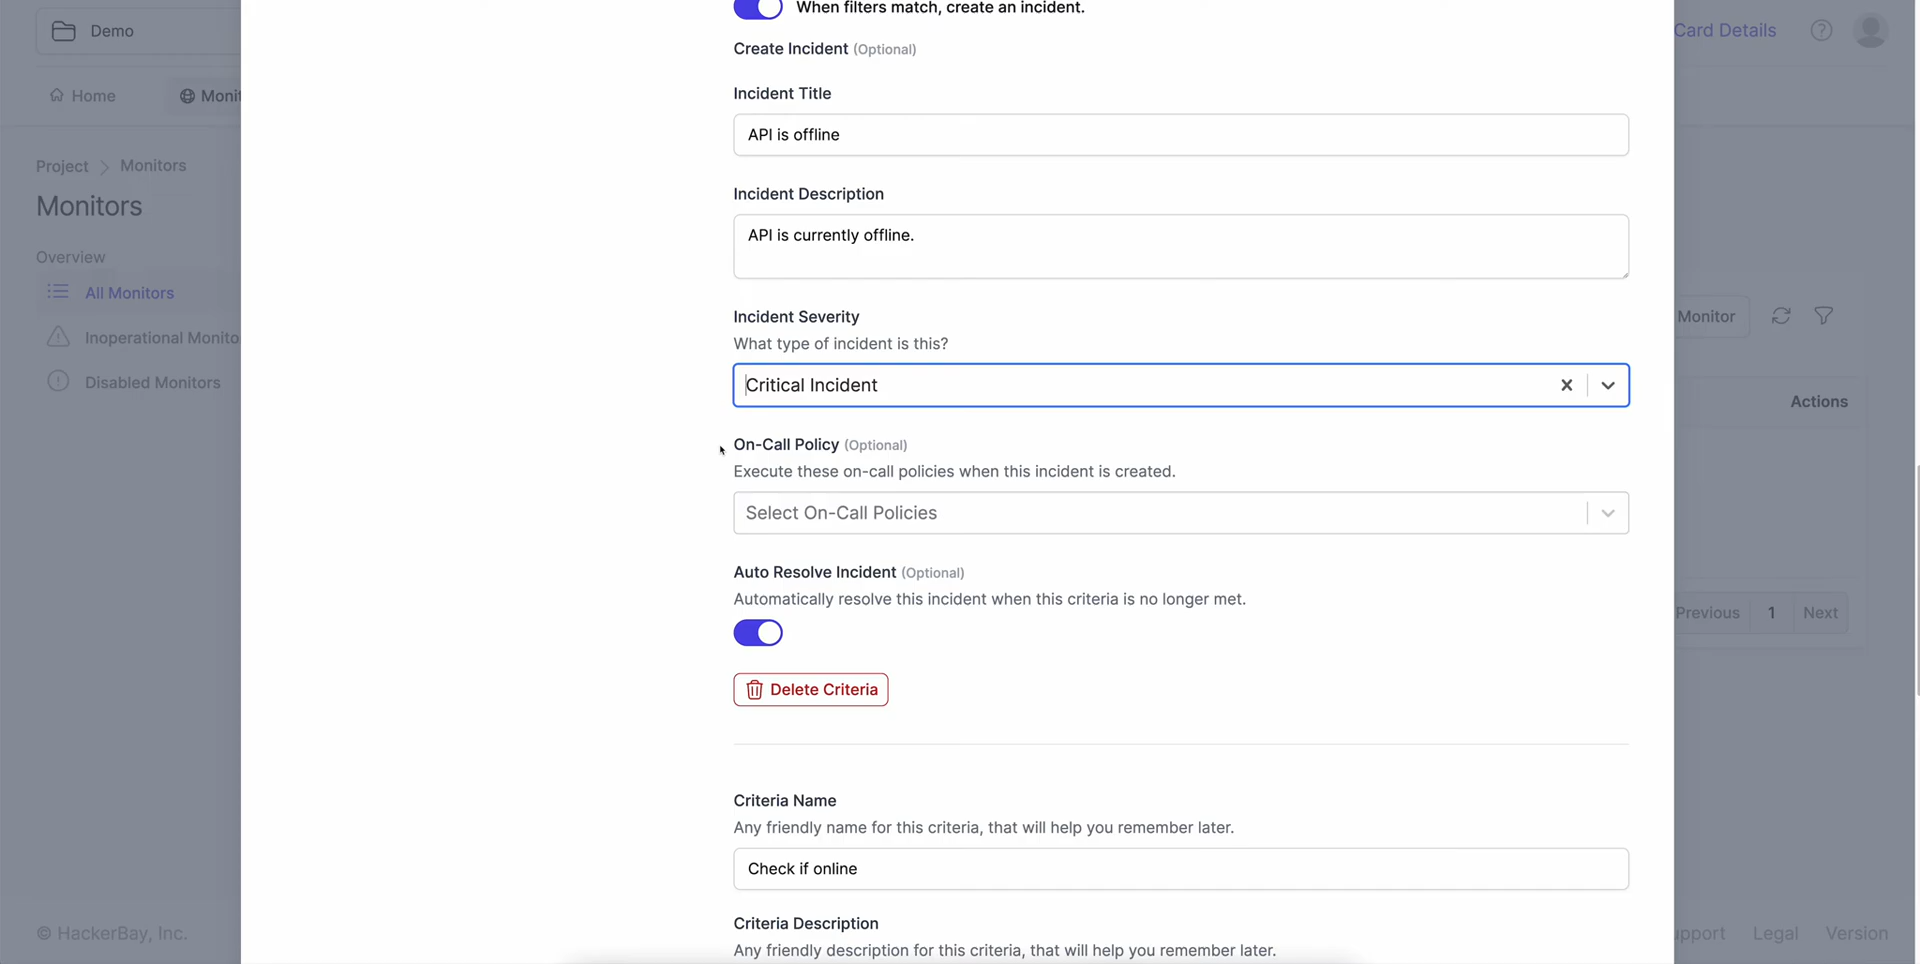 When filters match, create an incident.
Demo
Card Details
Create Incident (Optional)
Home
Monit
Incident Title
API is offline
Project
Monitors
Monitors
Incident Description
API is currently offline.
Overview
All Monitors
Inoperational Monito
Disabled Monitors
Monitor
Incident Severity
What type of incident is this?
Critical Incident
Actions
On-Call Policy (Optional)
Execute these on-call policies when this incident is created.
Select On-Call Policies
Auto Resolve Incident (Optional)
Automatically resolve this incident when this criteria is no longer met.
Previous 1 Next
Delete Criteria
Criteria Name
Any friendly name for this criteria, that will help you remember later.
Check if online
Criteria Description
Any friendly description for this criteria, that will help you remember later.
© HackerBay, Inc.
upport Legal Version